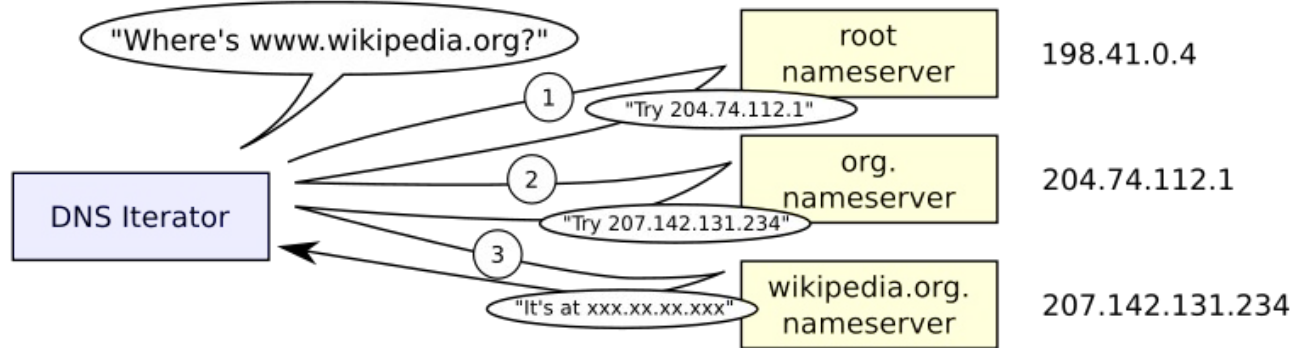 "Where's www.wikipedia.org?"
root
nameserver
198.41.0.4
1
"Try 204.74.112.1"
org.
nameserver
204.74.112.1
2
DNS Iterator
"Try 207.142.131.234"
3
wikipedia.org.
nameserver
207.142.131.234
"It's at xxx.xx.xx.xxx"